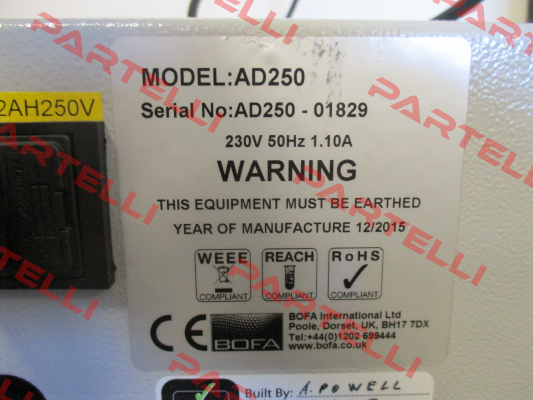 MODEL:AD250
Serial No:AD250 - 01829
2AH250V
230V 50Hz 1.10A
WARNING
THIS EQUIPMENT MUST BE EARTHED
YEAR OF MANUFACTURE 12/2015
WEEE
COMPLIANT
REACH
COMPLIANT
RoHS
COMPLIANT
CE
BOFA
BOFA International Ltd
Poole, Dorset, UK, BH17 7DX
Tel:+44(0)1202 699444
www.bofa.co.uk
Built By: A. POWELL
PARTELLI
PARTELLI
PARTELLI
PARTELLI
PARTELLI